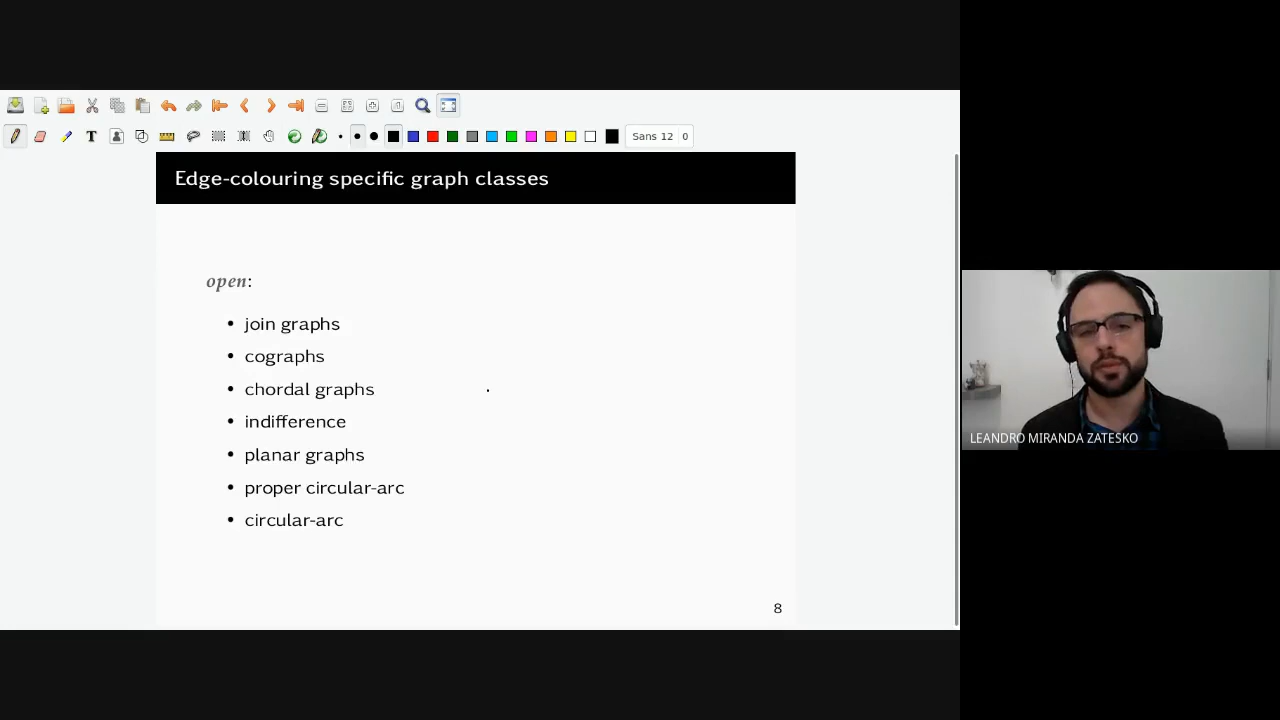 Sans 12 0
Edge-colouring specific graph classes
open:
• join graphs
• cographs
• chordal graphs
• indifference
• planar graphs
• proper circular-arc
• circular-arc
8
LEANDRO MIRANDA ZATESKO